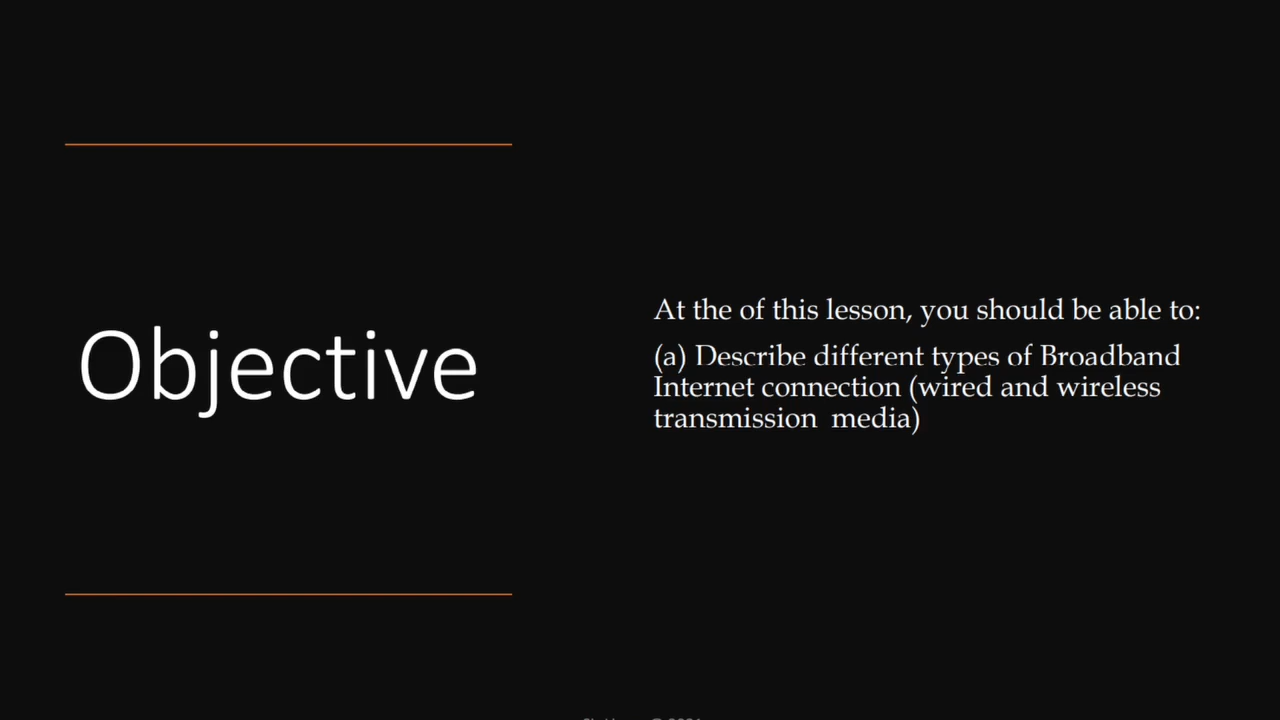 Objective
At the of this lesson, you should be able to:
(a) Describe different types of Broadband
Internet connection (wired and wireless
transmission  media)